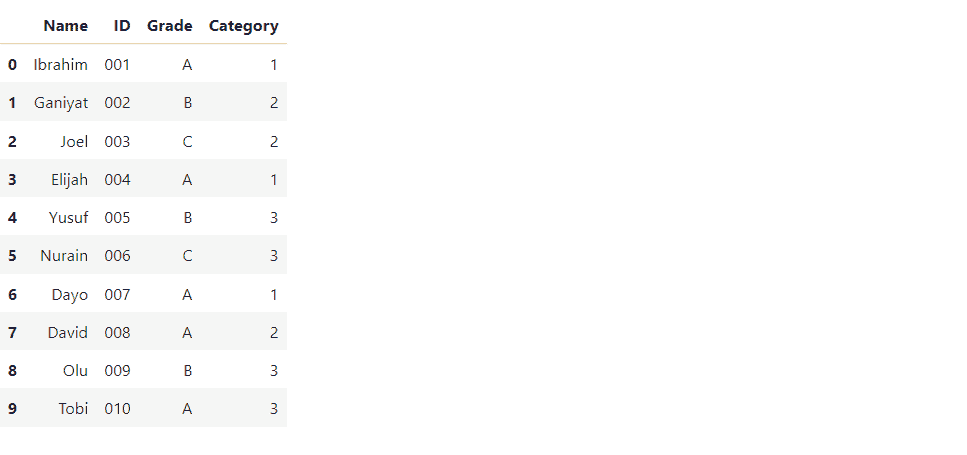 Name ID Grade Category
0 Ibrahim 001 A 1
1 Ganiyat 002 B 2
2 Joel 003 C 2
3 Elijah 004 A 1
4 Yusuf 005 B 3
5 Nurain 006 C 3
6 Dayo 007 A 1
7 David 008 A 2
8 Olu 009 B 3
9 Tobi 010 A 3